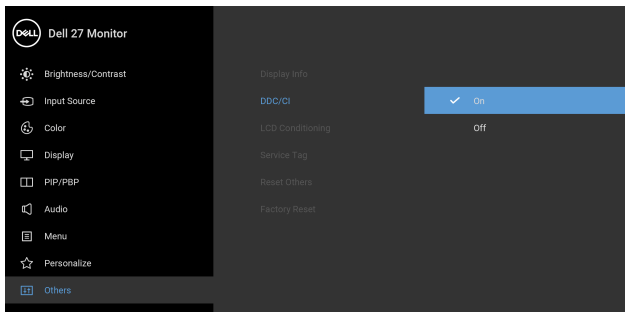 DELL
Dell 27 Monitor
Brightness/Contrast
Input Source
Color
Display
PIP/PBP
Audio
Menu
Personalize
Others
Display Info
DDC/CI
LCD Conditioning
Service Tag
Reset Others
Factory Reset
On
Off